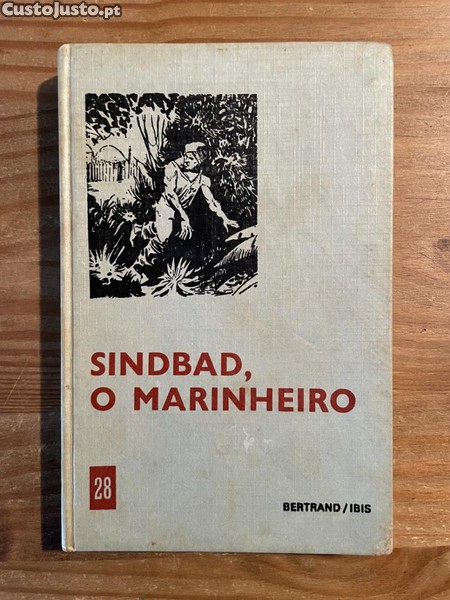 CustoJusto.pt
SINDBAD,
O MARINHEIRO
28
BERTRAND/IBIS